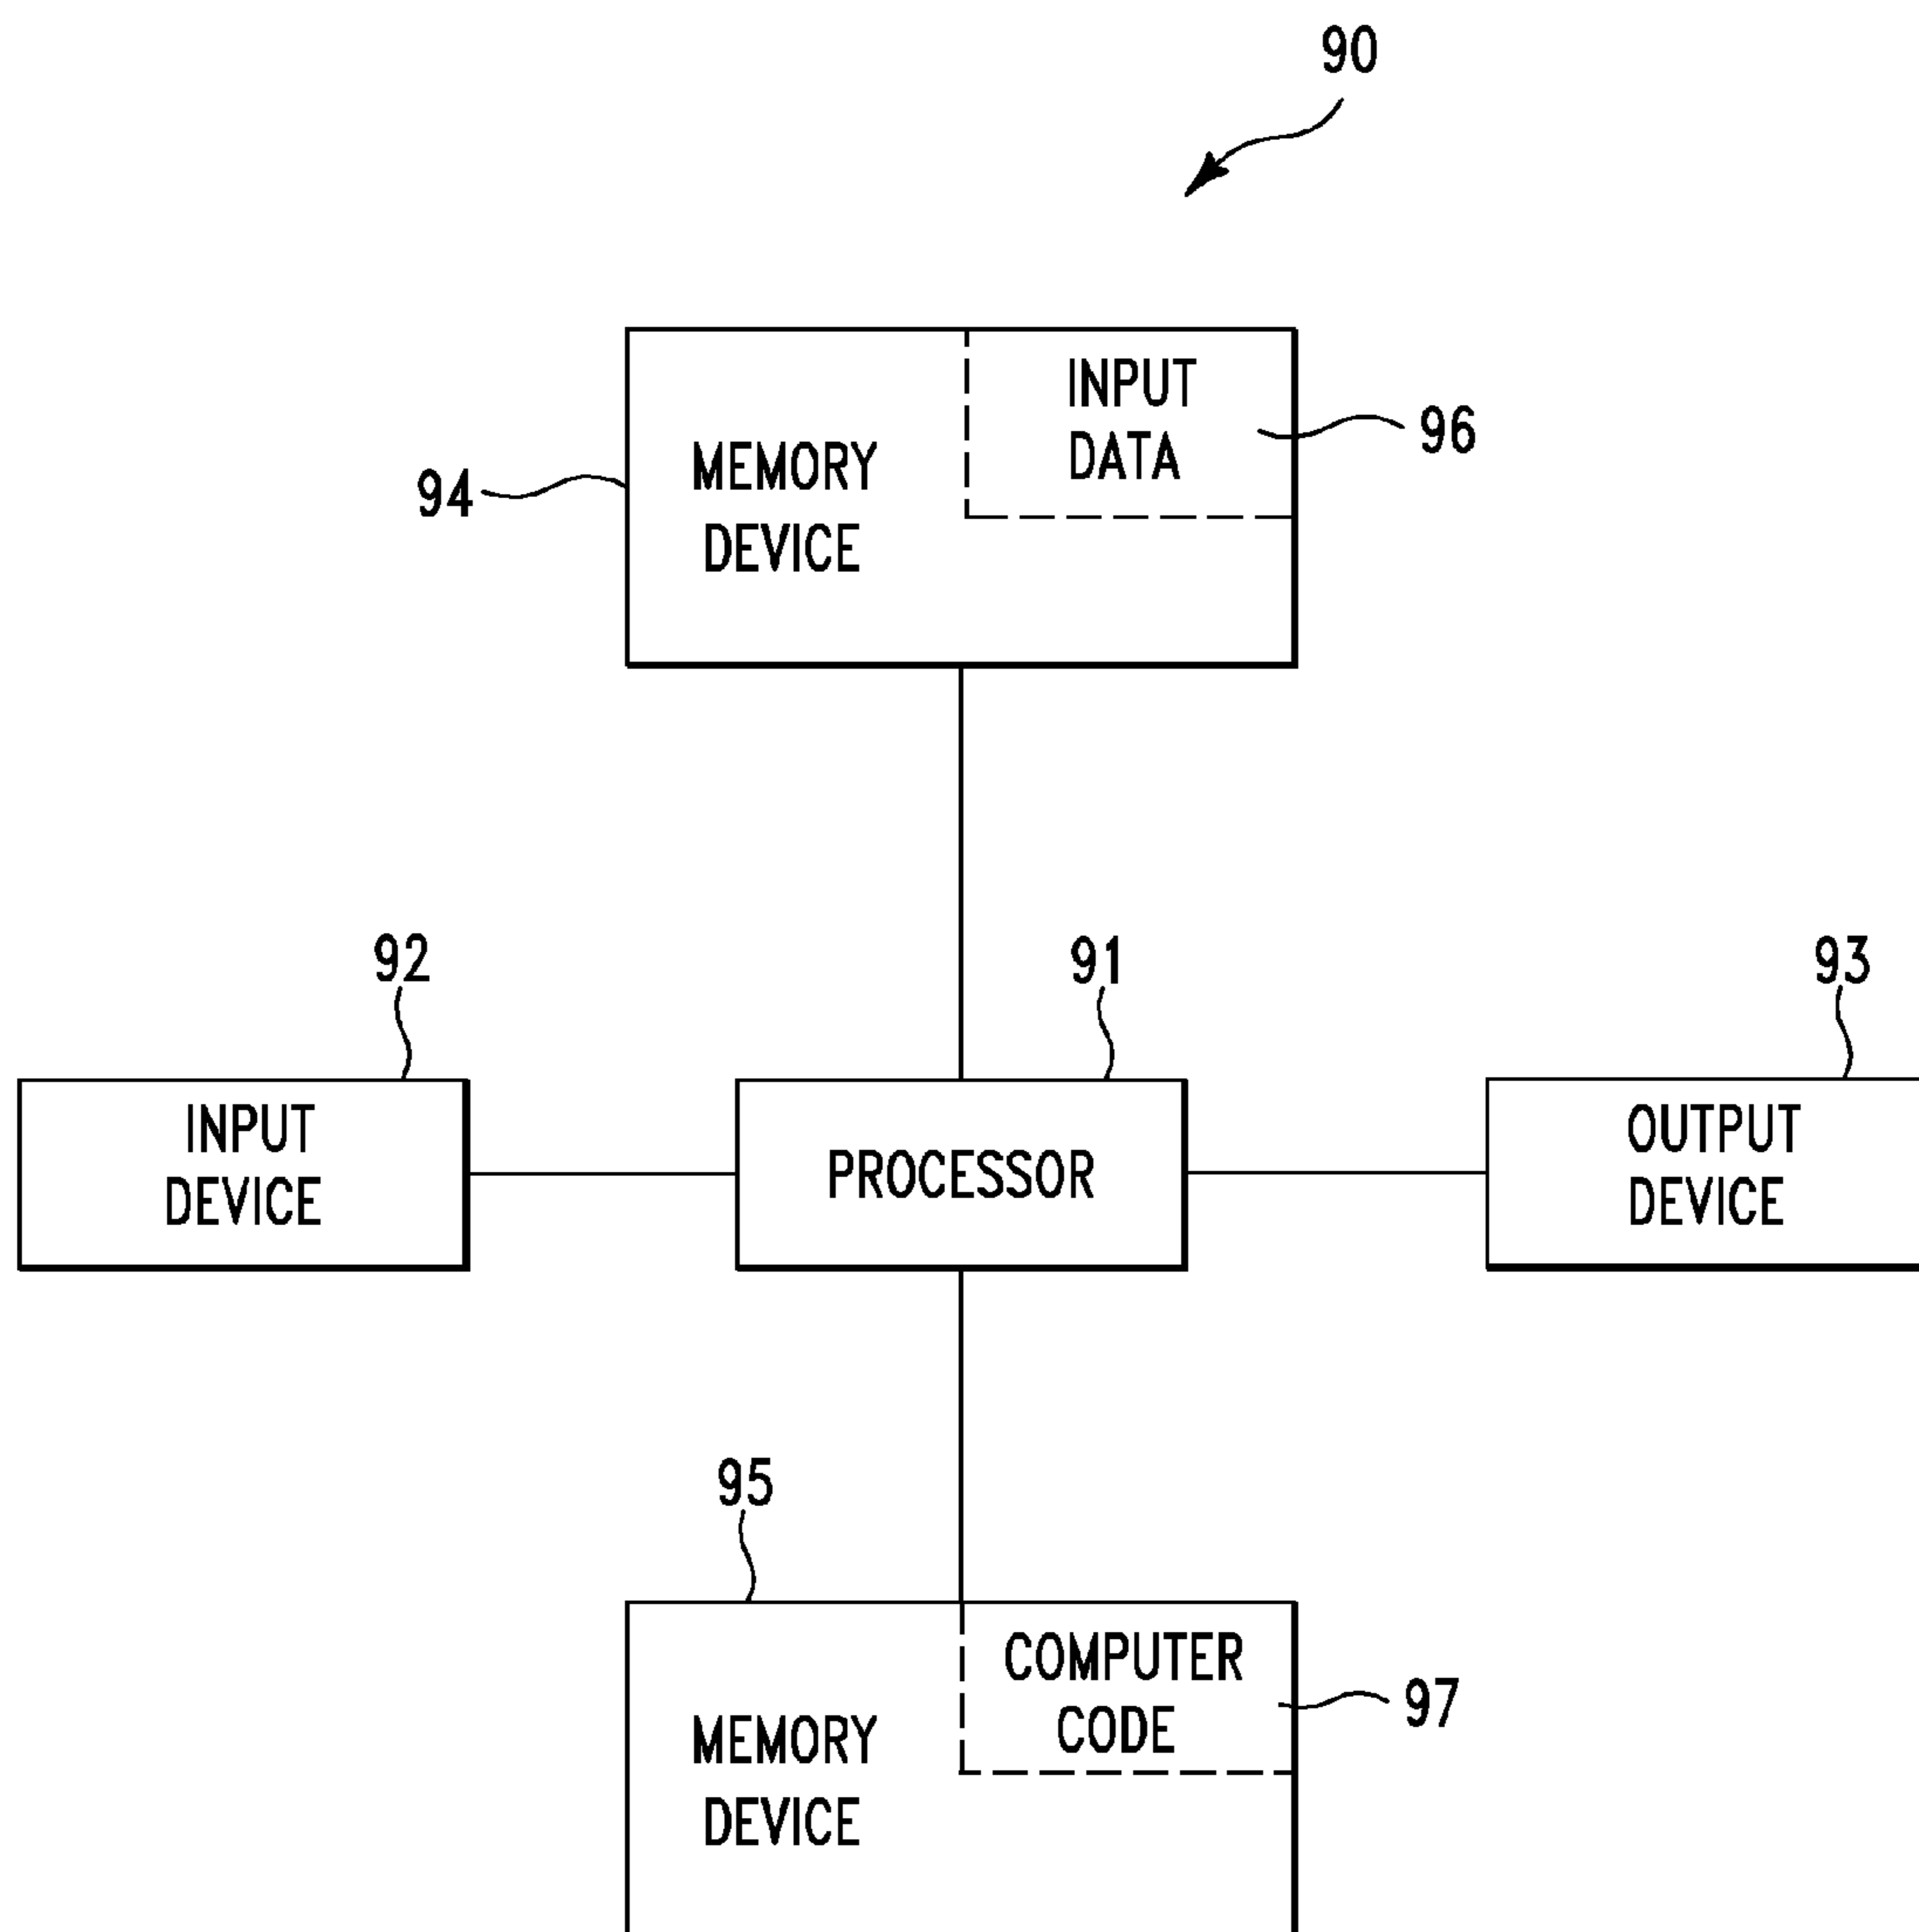 90
INPUT
DATA
96
MEMORY
DEVICE
94
92
91
93
INPUT
DEVICE
PROCESSOR
OUTPUT
DEVICE
95
COMPUTER
CODE
97
MEMORY
DEVICE